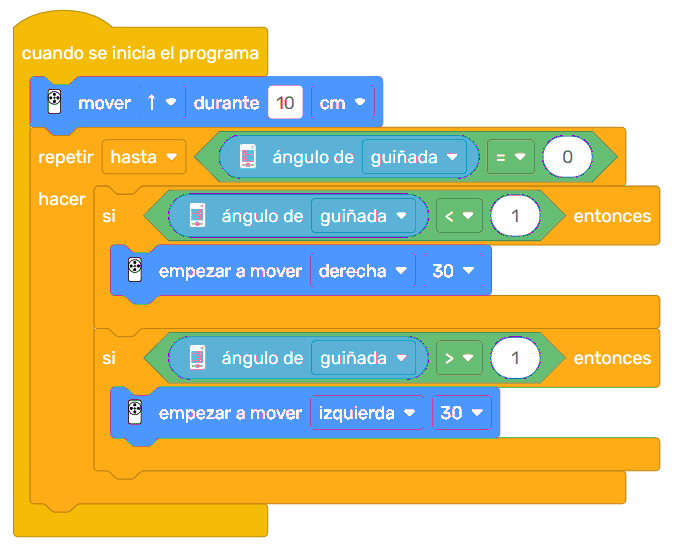 cuando se inicia el programa
mover ↑ durante 10 cm
repetir hasta ángulo de guiñada = 0
hacer
si ángulo de guiñada < 1 entonces
empezar a mover derecha 30
si ángulo de guiñada > 1 entonces
empezar a mover izquierda 30